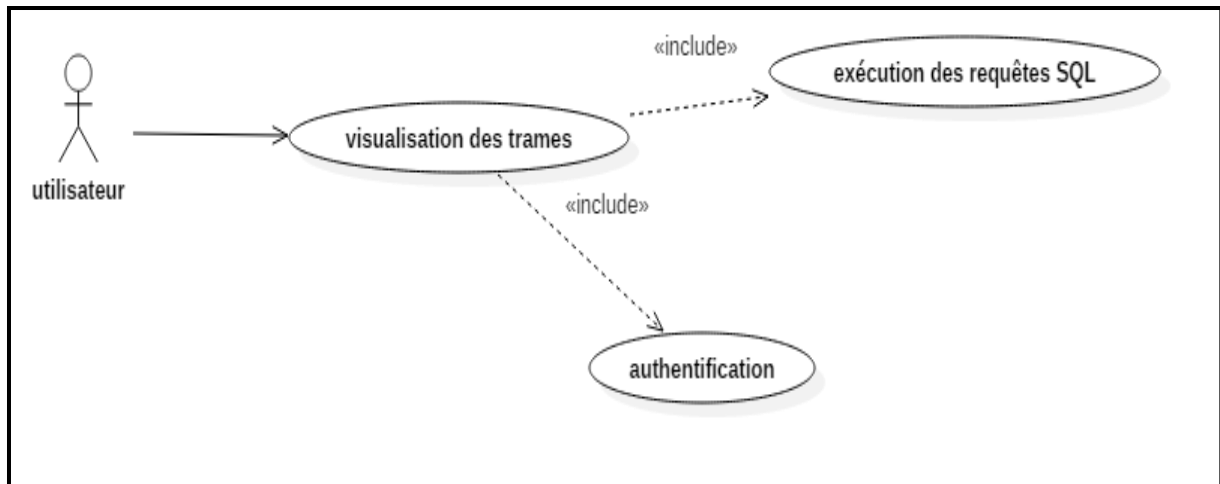 «include»
exécution des requêtes SQL
visualisation des trames
utilisateur
«include»
authentification